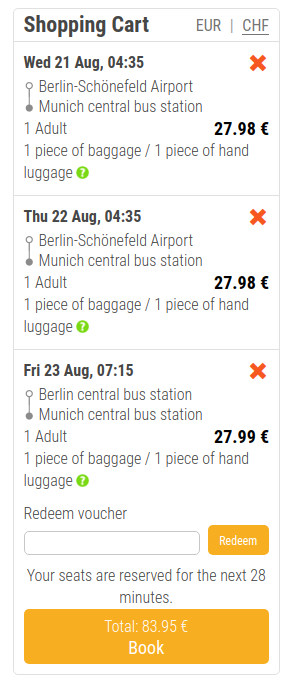 Shopping Cart EUR | CHF
Wed 21 Aug, 04:35
Berlin-Schönefeld Airport
Munich central bus station
1 Adult 27.98 €
1 piece of baggage / 1 piece of hand
luggage ?
Thu 22 Aug, 04:35
Berlin-Schönefeld Airport
Munich central bus station
1 Adult 27.98 €
1 piece of baggage / 1 piece of hand
luggage ?
Fri 23 Aug, 07:15
Berlin central bus station
Munich central bus station
1 Adult 27.99 €
1 piece of baggage / 1 piece of hand
luggage ?
Redeem voucher
Redeem
Your seats are reserved for the next 28
minutes.
Total: 83.95 €
Book